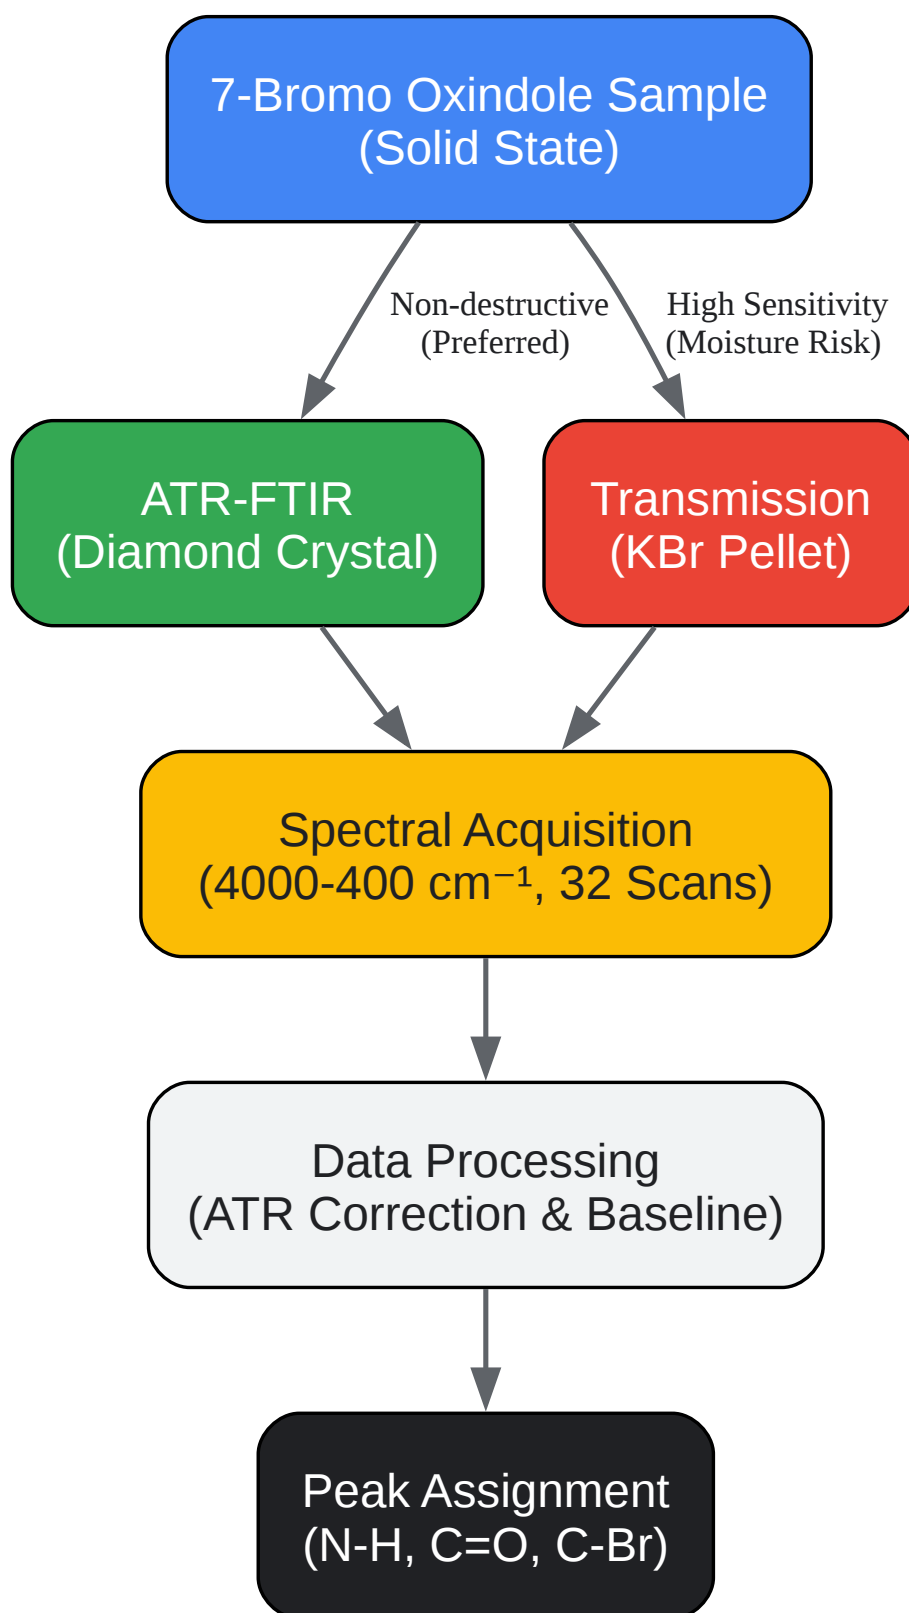 7-Bromo Oxindole Sample
(Solid State)
Non-destructive
(Preferred)
High Sensitivity
(Moisture Risk)
ATR-FTIR
(Diamond Crystal)
Transmission
(KBr Pellet)
Spectral Acquisition
(4000-400 cm⁻¹, 32 Scans)
Data Processing
(ATR Correction & Baseline)
Peak Assignment
(N-H, C=O, C-Br)